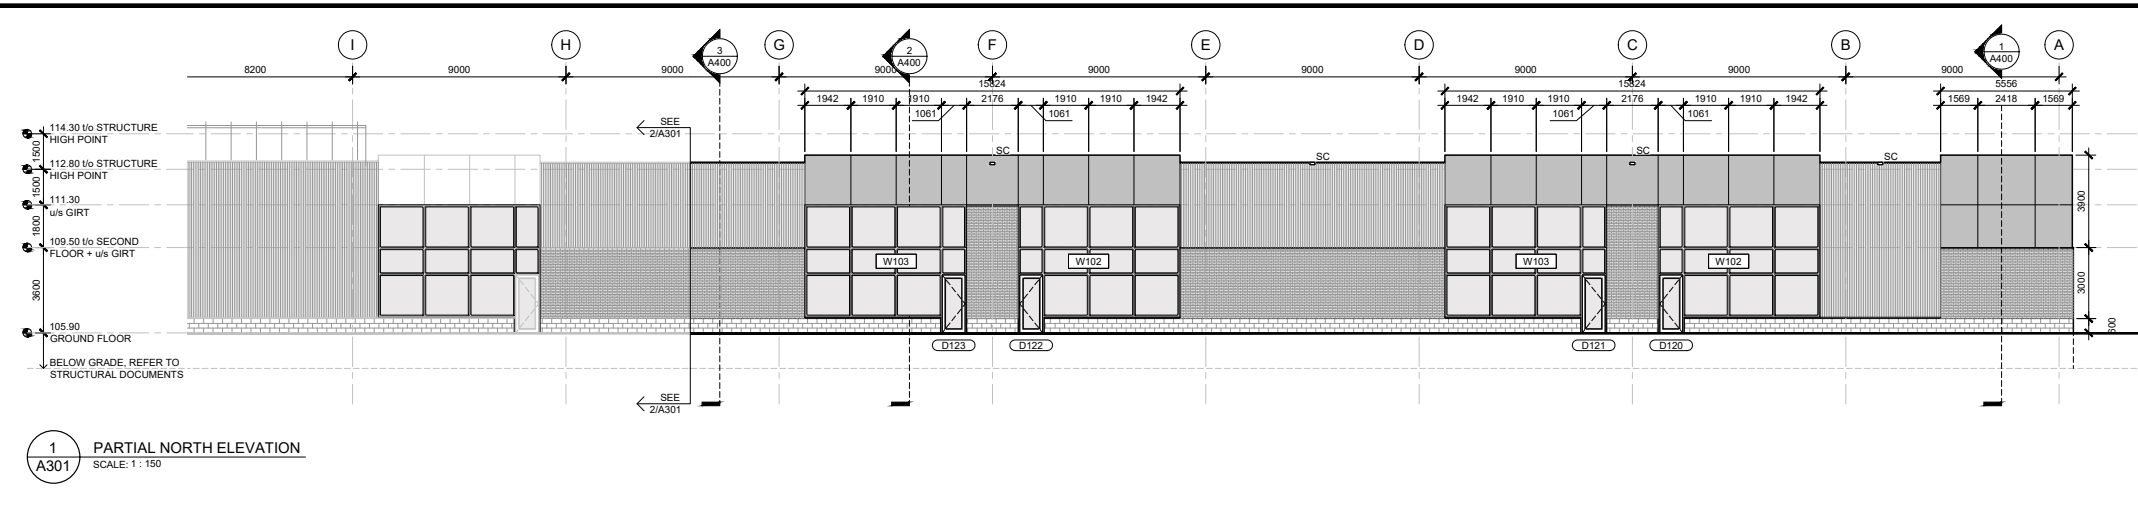 I H G F E D C B A
3
A400
2
A400
1
A400
8200 9000 9000 9000 9000 9000 9000 9000 9000
15824 15824 5556
1942 1910 1910 2176 1910 1910 1942 1942 1910 1910 2176 1910 1910 1942 1569 2418 1569
1061 1061 1061 1061
SEE
2/A301
114.30 t/o STRUCTURE
HIGH POINT
1500
112.80 t/o STRUCTURE
HIGH POINT
1500
111.30
u/s GIRT
1800
109.50 t/o SECOND
FLOOR + u/s GIRT
3600
105.90
GROUND FLOOR
BELOW GRADE, REFER TO
STRUCTURAL DOCUMENTS
SC SC SC SC
W103 W102 W103 W102
3900
3000
600
D123 D122 D121 D120
SEE
2/A301
1
A301
PARTIAL NORTH ELEVATION
SCALE: 1 : 150